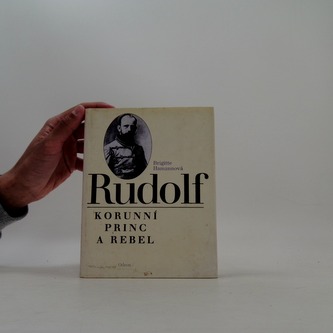 Brigitte
Hamannová
Rudolf
KORUNNÍ
PRINC
A REBEL